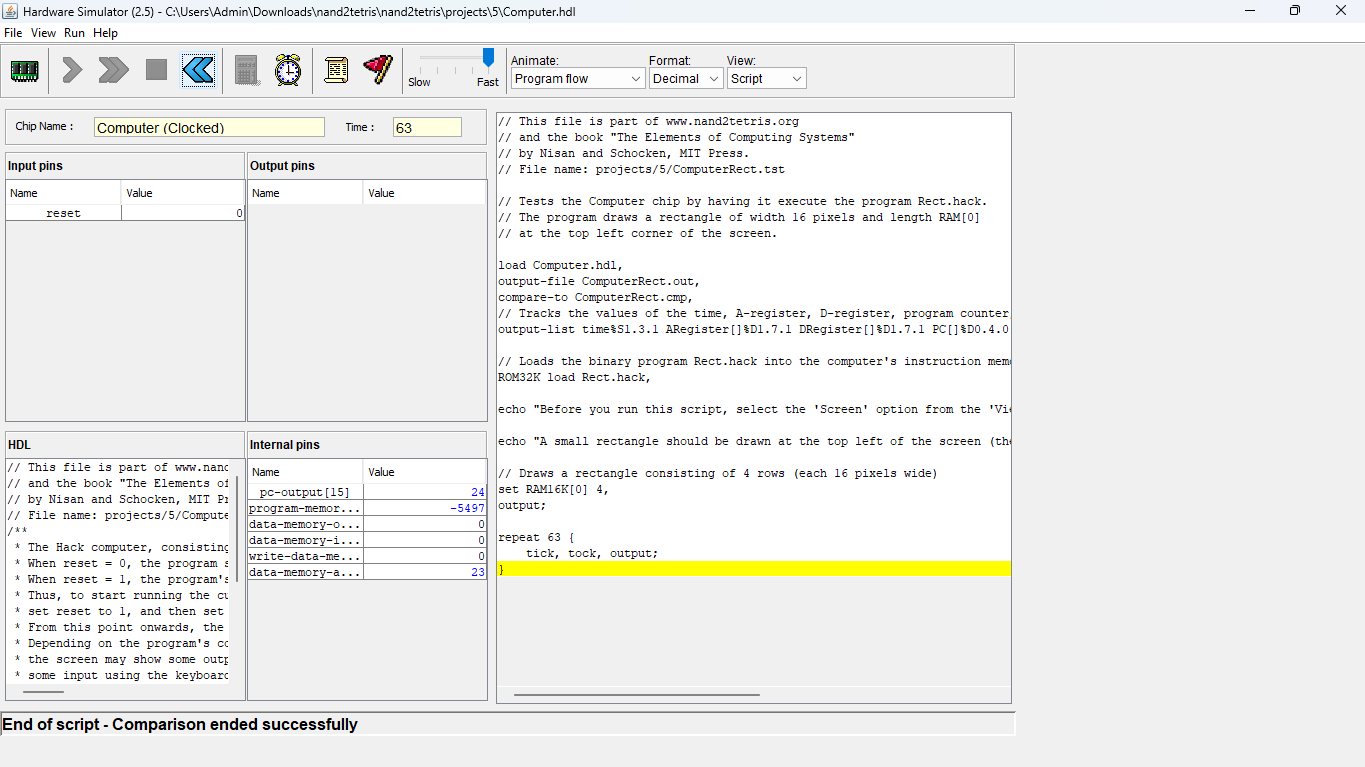 Hardware Simulator (2.5) - C:\Users\Admin\Downloads\nand2tetris\nand2tetris\projects\5\Computer.hdl
File View Run Help
Slow Fast
Animate: Format: View:
Program flow Decimal Script
Chip Name : Computer (Clocked) Time : 63
Input pins
Name Value
reset 0
Output pins
Name Value
HDL
// This file is part of www.nand
// and the book "The Elements of
// by Nisan and Schocken, MIT Pr
// File name: projects/5/Compute
/**
* The Hack computer, consisting
* When reset = 0, the program s
* When reset = 1, the program's
* Thus, to start running the cu
* set reset to 1, and then set
* From this point onwards, the
* Depending on the program's co
* the screen may show some outp
* some input using the keyboard
Internal pins
Name Value
pc-output[15] 24
program-memor... -5497
data-memory-o... 0
data-memory-i... 0
write-data-me... 0
data-memory-a... 23
// This file is part of www.nand2tetris.org
// and the book "The Elements of Computing Systems"
// by Nisan and Schocken, MIT Press.
// File name: projects/5/ComputerRect.tst
// Tests the Computer chip by having it execute the program Rect.hack.
// The program draws a rectangle of width 16 pixels and length RAM[0]
// at the top left corner of the screen.
load Computer.hdl,
output-file ComputerRect.out,
compare-to ComputerRect.cmp,
// Tracks the values of the time, A-register, D-register, program counter,
output-list time%S1.3.1 ARegister[]%D1.7.1 DRegister[]%D1.7.1 PC[]%D0.4.0
// Loads the binary program Rect.hack into the computer's instruction mem
ROM32K load Rect.hack,
echo "Before you run this script, select the 'Screen' option from the 'Vie
echo "A small rectangle should be drawn at the top left of the screen (the
// Draws a rectangle consisting of 4 rows (each 16 pixels wide)
set RAM16K[0] 4,
output;
repeat 63 {
tick, tock, output;
}
End of script - Comparison ended successfully